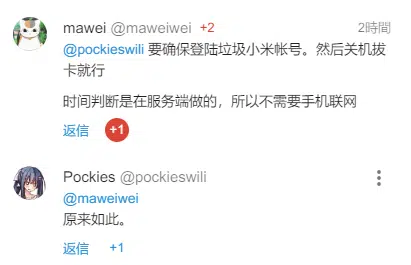 mawei @maweiwei +2 2時間
@pockieswili 要确保登陆垃圾小米帐号。然后关机拔
卡就行
时间判断是在服务端做的，所以不需要手机联网
返信 +1
Pockies @pockieswili
@maweiwei
原来如此。
返信 +1